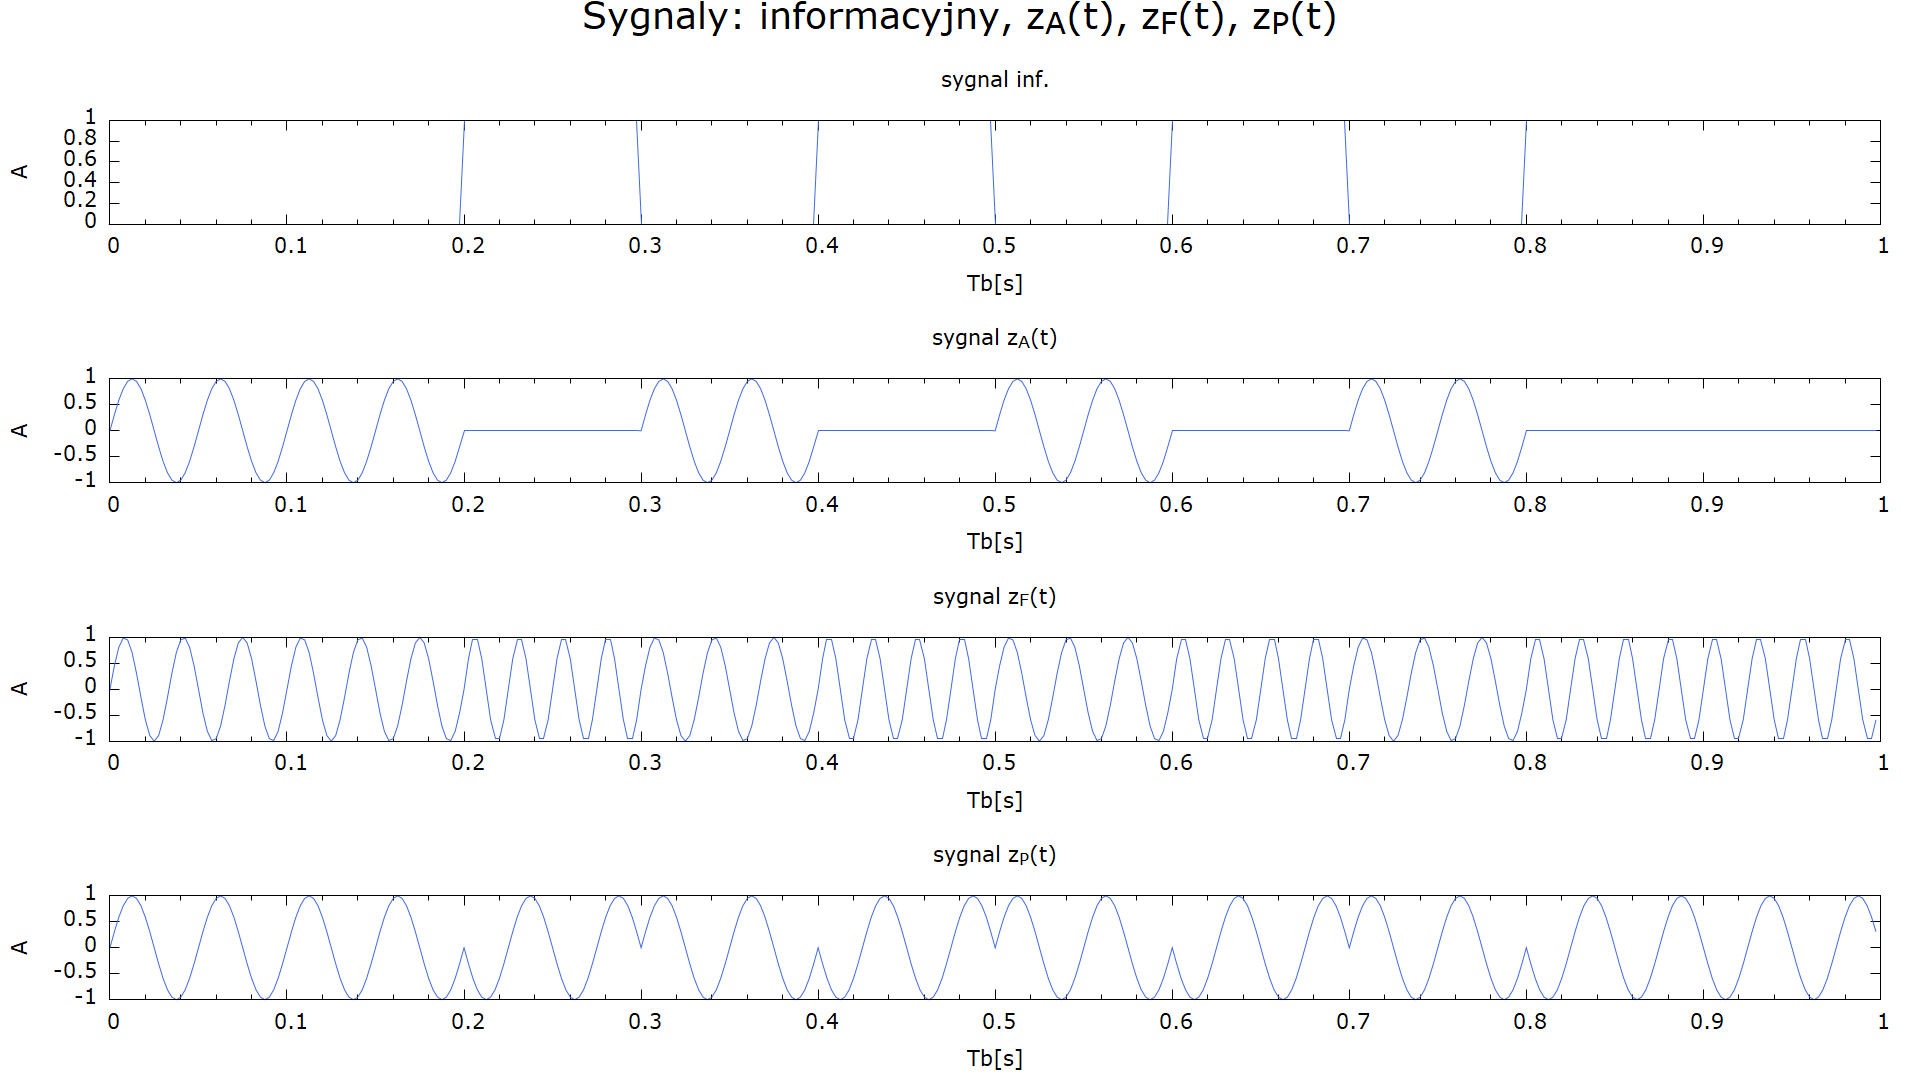 Sygnaly: informacyjny, zA(t), zF(t), zP(t)
sygnal inf.
1
0.8
0.6
0.4
0.2
0
A
0 0.1 0.2 0.3 0.4 0.5 0.6 0.7 0.8 0.9 1
Tb[s]
sygnal zA(t)
1
0.5
0
-0.5
-1
A
0 0.1 0.2 0.3 0.4 0.5 0.6 0.7 0.8 0.9 1
Tb[s]
sygnal zF(t)
1
0.5
0
-0.5
-1
A
0 0.1 0.2 0.3 0.4 0.5 0.6 0.7 0.8 0.9 1
Tb[s]
sygnal zP(t)
1
0.5
0
-0.5
-1
A
0 0.1 0.2 0.3 0.4 0.5 0.6 0.7 0.8 0.9 1
Tb[s]